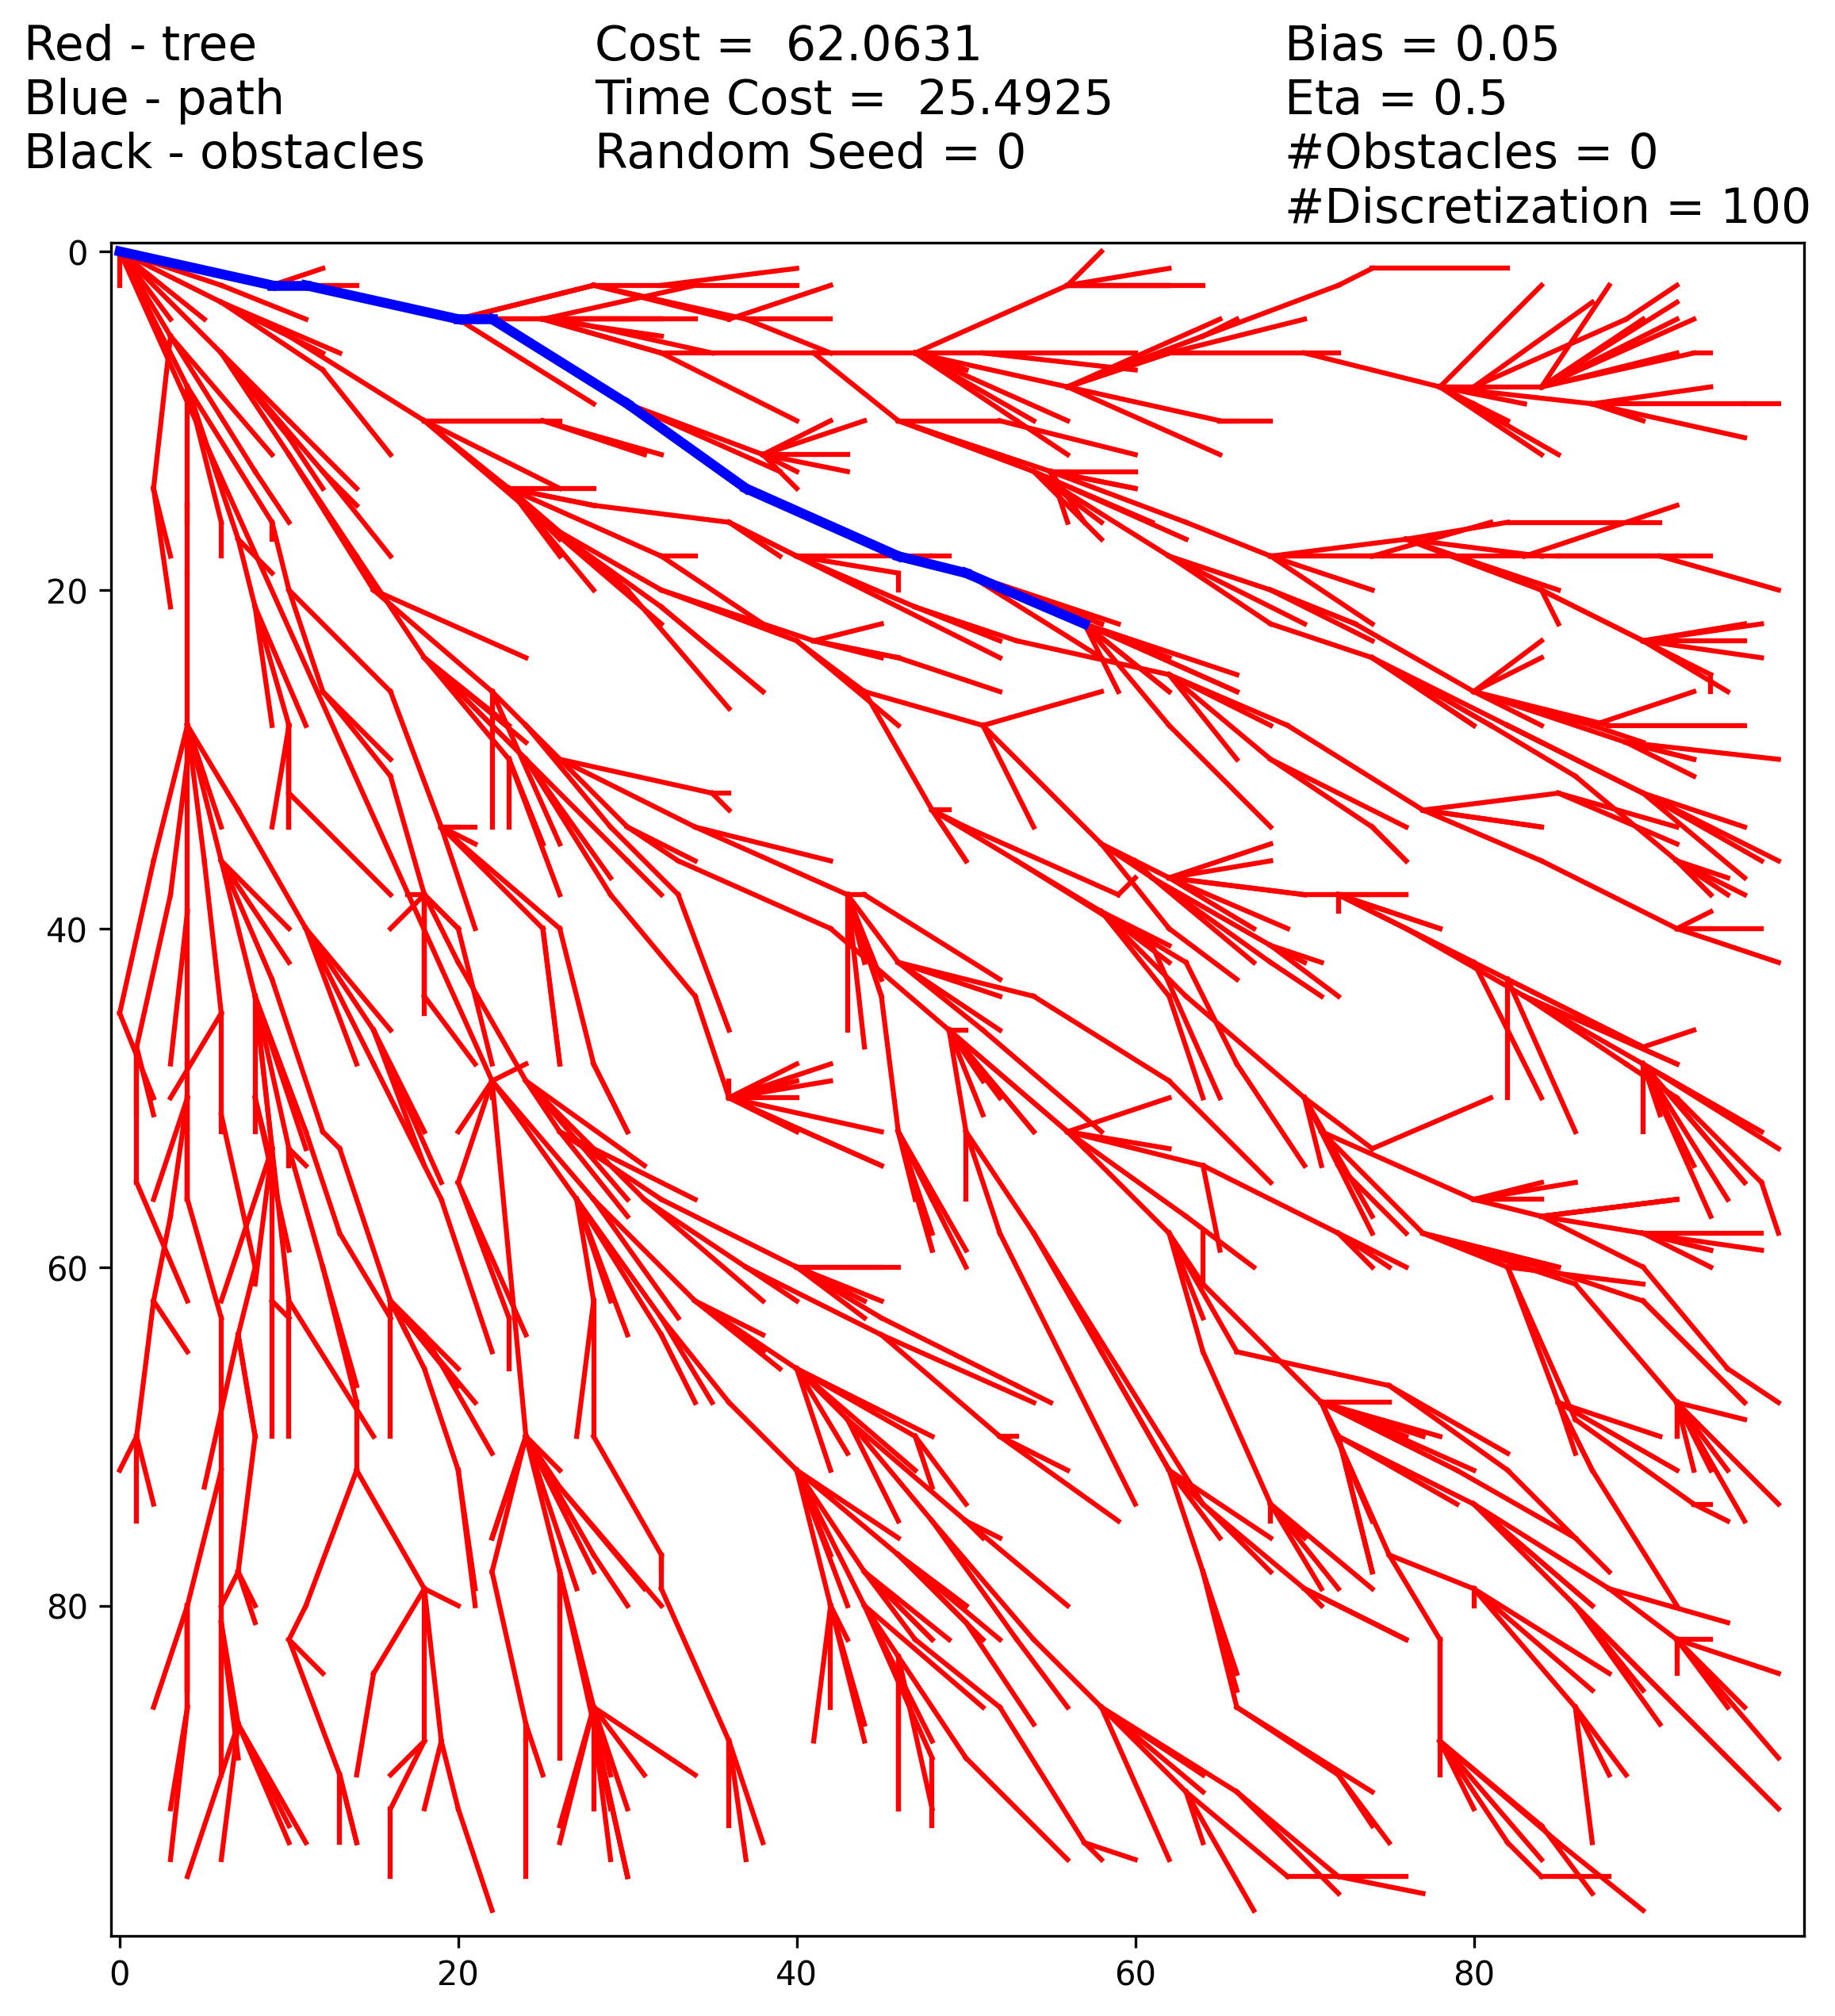 Red - tree
Blue - path
Black - obstacles
Cost = 62.0631
Time Cost = 25.4925
Random Seed = 0
Bias = 0.05
Eta = 0.5
#Obstacles = 0
#Discretization = 100
0
20
40
60
80
0
20
40
60
80